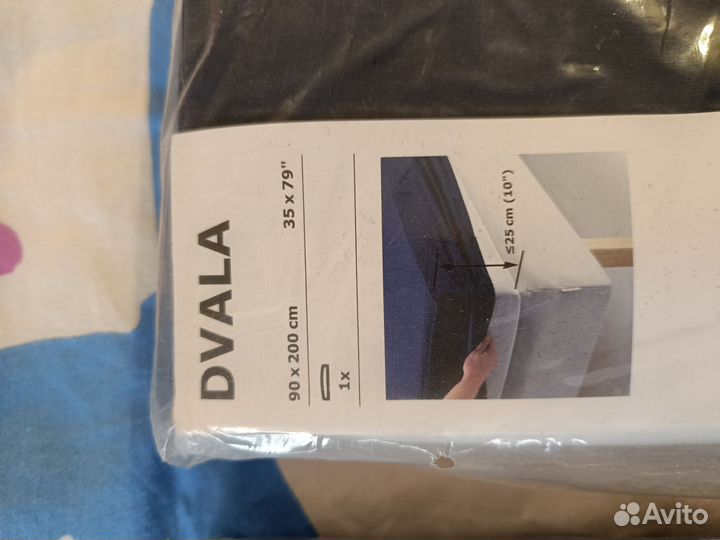 DVALA
90 x 200 cm 35 x 79"
1x
≤25 cm (10")
Avito